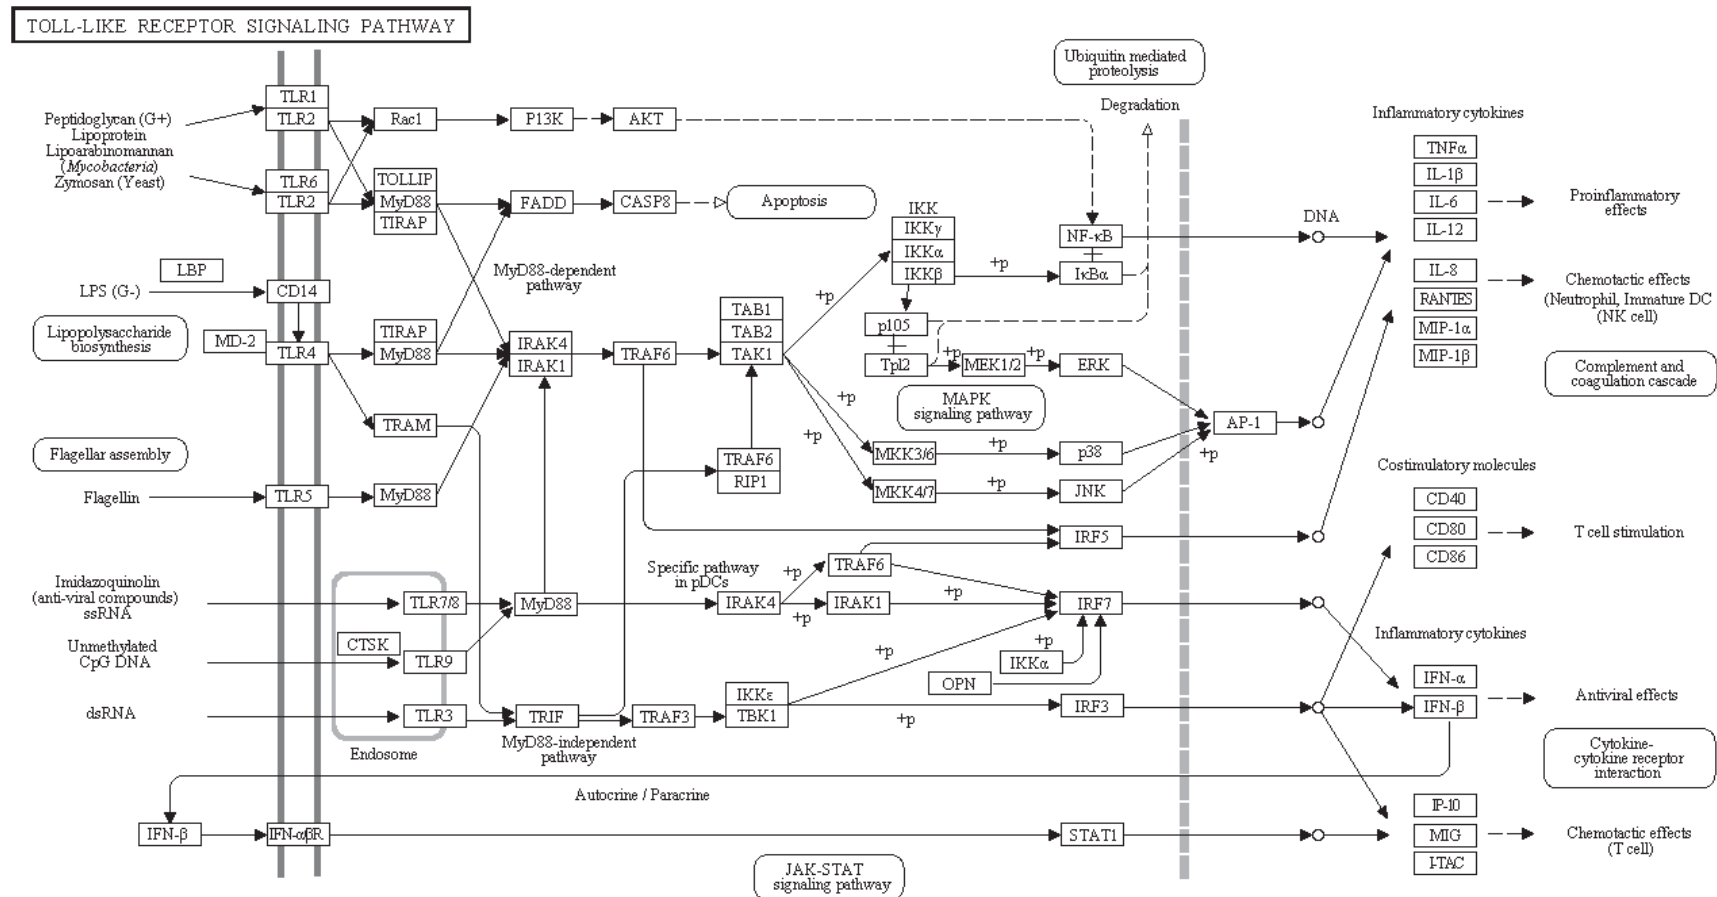 TOLL-LIKE RECEPTOR SIGNALING PATHWAY
Ubiquitin mediated
proteolysis
Degradation
Peptidoglycan (G+)
Lipoprotein
Lipoarabinomannan
(Mycobacteria)
Zymosan (Yeast)
TLR1
TLR2
TLR6
TLR2
Rac1
P13K
AKT
TOLLIP
MyD88
TIRAP
FADD
CASP8
Apoptosis
MyD88-dependent
pathway
LBP
LPS (G-)
CD14
Lipopolysaccharide
biosynthesis
MD-2
TLR4
TIRAP
MyD88
IRAK4
IRAK1
TRAF6
TAB1
TAB2
TAK1
IKK
IKKγ
IKKα
IKKβ
+p
+p
NF-κB
IκBα
p105
Tpl2
+p
MEK1/2
+p
ERK
MAPK
signaling pathway
TRAM
Flagellar assembly
Flagellin
TLR5
MyD88
TRAF6
RIP1
+p
+p
MKK3/6
+p
p38
MKK4/7
+p
JNK
+p
AP-1
DNA
IRF5
Imidazoquinolin
(anti-viral compounds)
ssRNA
TLR7/8
MyD88
Specific pathway
in pDCs
IRAK4
+p
TRAF6
+p
IRAK1
+p
IRF7
Unmethylated
CpG DNA
CTSK
TLR9
+p
+p
IKKα
OPN
dsRNA
TLR3
Endosome
TRIF
MyD88-independent
pathway
TRAF3
IKKε
TBK1
+p
IRF3
Autocrine / Paracrine
IFN-β
IFN-αβR
STAT1
JAK-STAT
signaling pathway
Inflammatory cytokines
TNFα
IL-1β
IL-6
IL-12
Proinflammatory
effects
IL-8
RANTES
MIP-1α
MIP-1β
Chemotactic effects
(Neutrophil, Immature DC
(NK cell)
Complement and
coagulation cascade
Costimulatory molecules
CD40
CD80
CD86
T cell stimulation
Inflammatory cytokines
IFN-α
IFN-β
Antiviral effects
Cytokine-
cytokine receptor
interaction
IP-10
MIG
I-TAC
Chemotactic effects
(T cell)